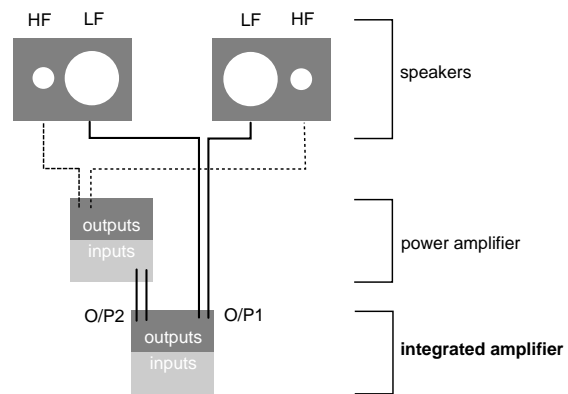 HF LF LF HF
speakers
outputs
inputs
power amplifier
O/P2 O/P1
outputs
inputs
integrated amplifier